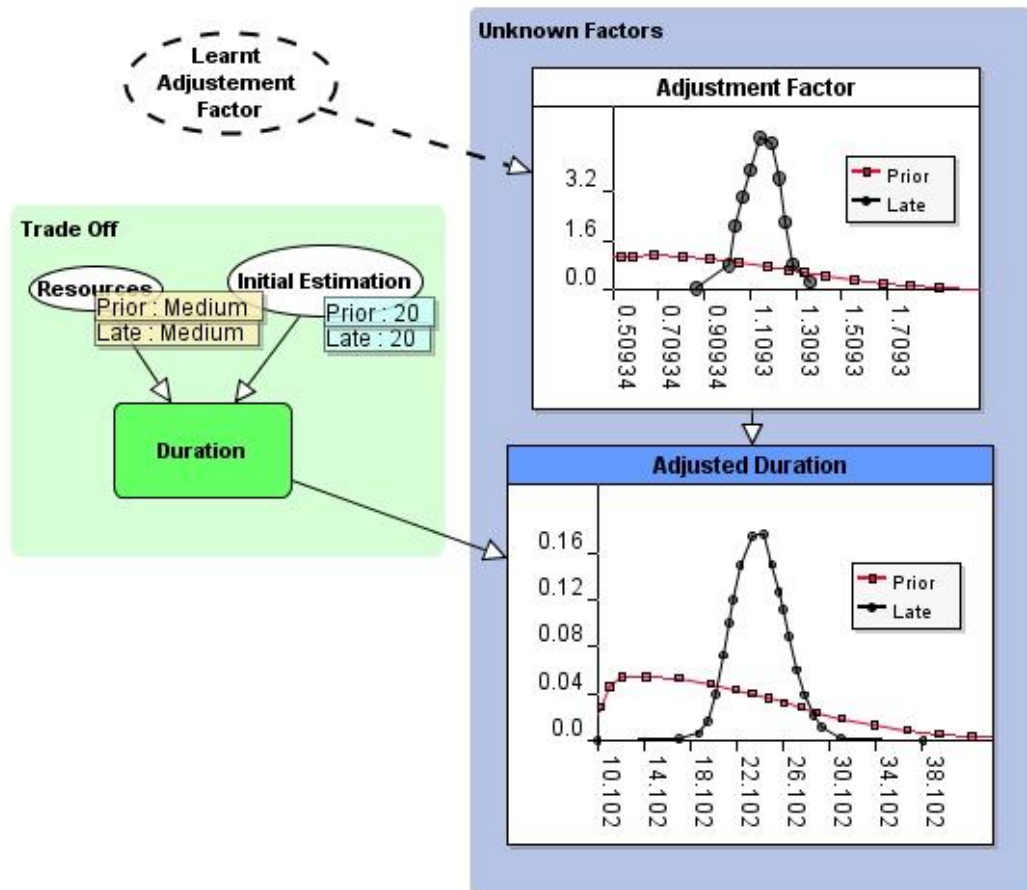 Unknown Factors
Learnt
Adjustement
Factor
Adjustment Factor
3.2
1.6
0.0
Prior
Late
0.50934
0.70934
0.90934
1.1093
1.3093
1.5093
1.7093
Trade Off
Resources
Prior : Medium
Late : Medium
Initial Estimation
Prior : 20
Late : 20
Duration
Adjusted Duration
0.16
0.12
0.08
0.04
0.0
Prior
Late
10.102
14.102
18.102
22.102
26.102
30.102
34.102
38.102